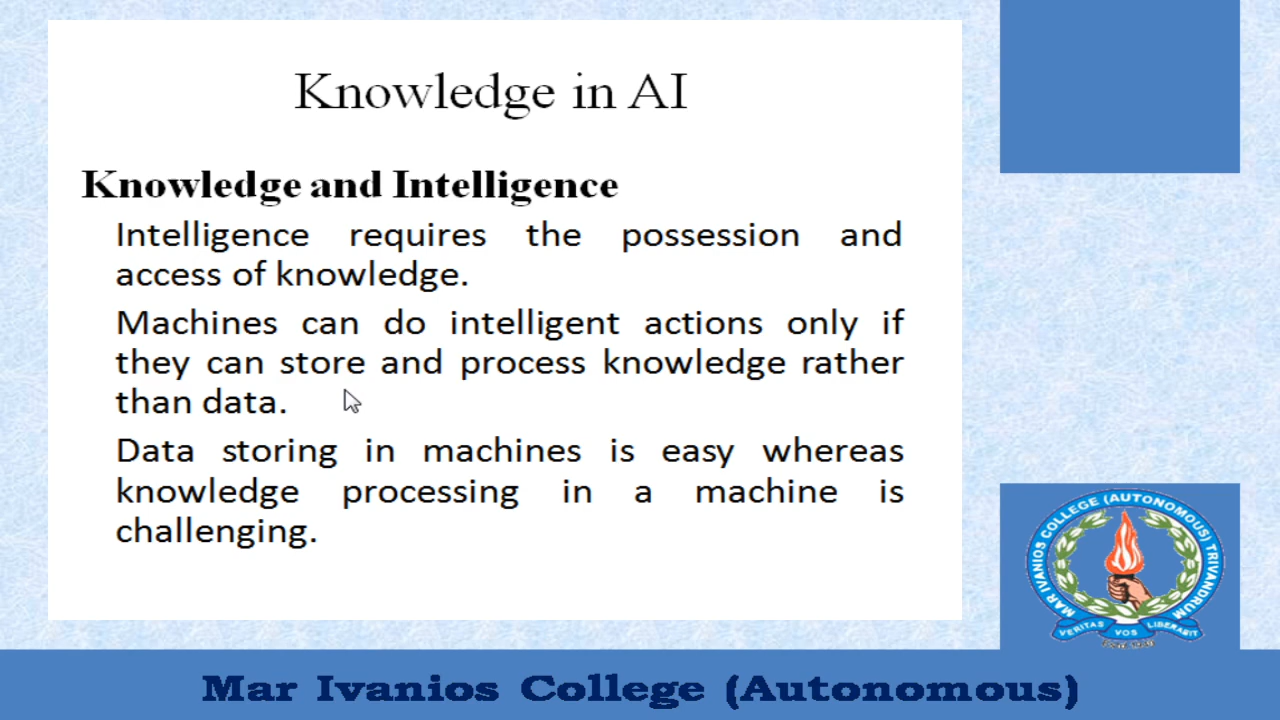 Knowledge in AI
Knowledge and Intelligence
Intelligence requires the possession and
access of knowledge.
Machines can do intelligent actions only if
they can store and process knowledge rather
than data.
Data storing in machines is easy whereas
knowledge processing in a machine is
challenging.
MAR IVANIOS COLLEGE (AUTONOMOUS) TRIVANDRUM
VERITAS VOS LIBERABIT
Mar Ivanios College (Autonomous)